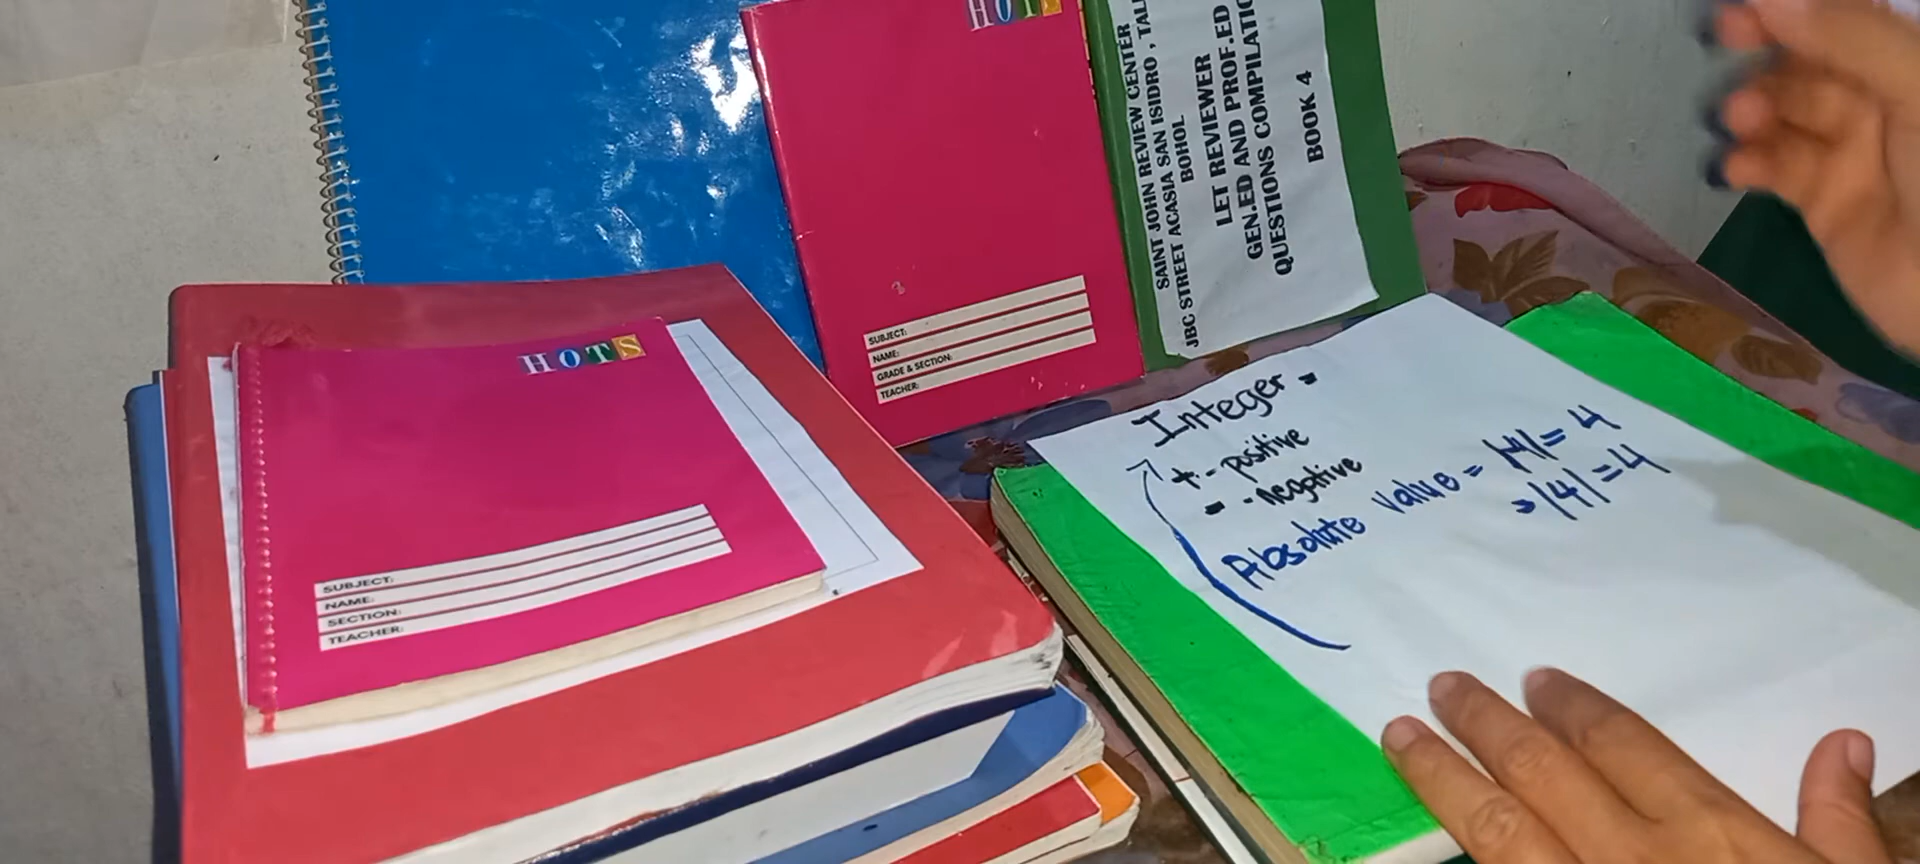 HOTS
SUBJECT:
NAME:
GRADE & SECTION:
TEACHER:
SAINT JOHN REVIEW CENTER
JBC STREET ACASIA SAN ISIDRO ,
BOHOL
LET REVIEWER
GEN.ED AND PROF.ED
QUESTIONS
BOOK 4
HOTS
SUBJECT:
NAME:
SECTION:
TEACHER:
Integer -
+ - positive
- - negative
Absolute value = |-4| = 4
= |4| = 4